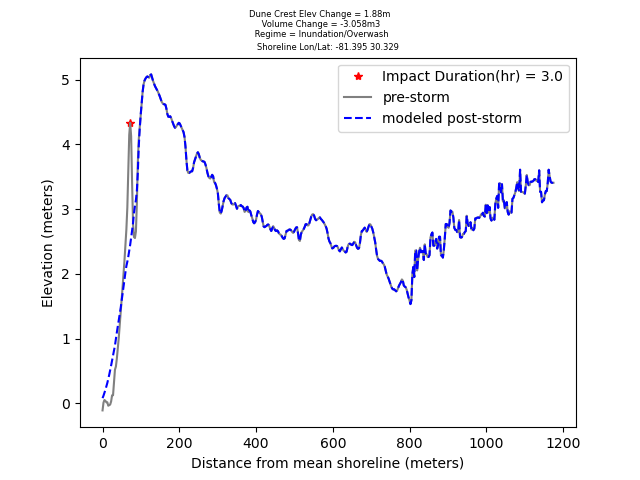 Dune Crest Elev Change = 1.88m
Volume Change = -3.058m3
Regime = Inundation/Overwash
Shoreline Lon/Lat: -81.395 30.329
Impact Duration(hr) = 3.0
pre-storm
modeled post-storm
Elevation (meters)
5
4
3
2
1
0
0 200 400 600 800 1000 1200
Distance from mean shoreline (meters)